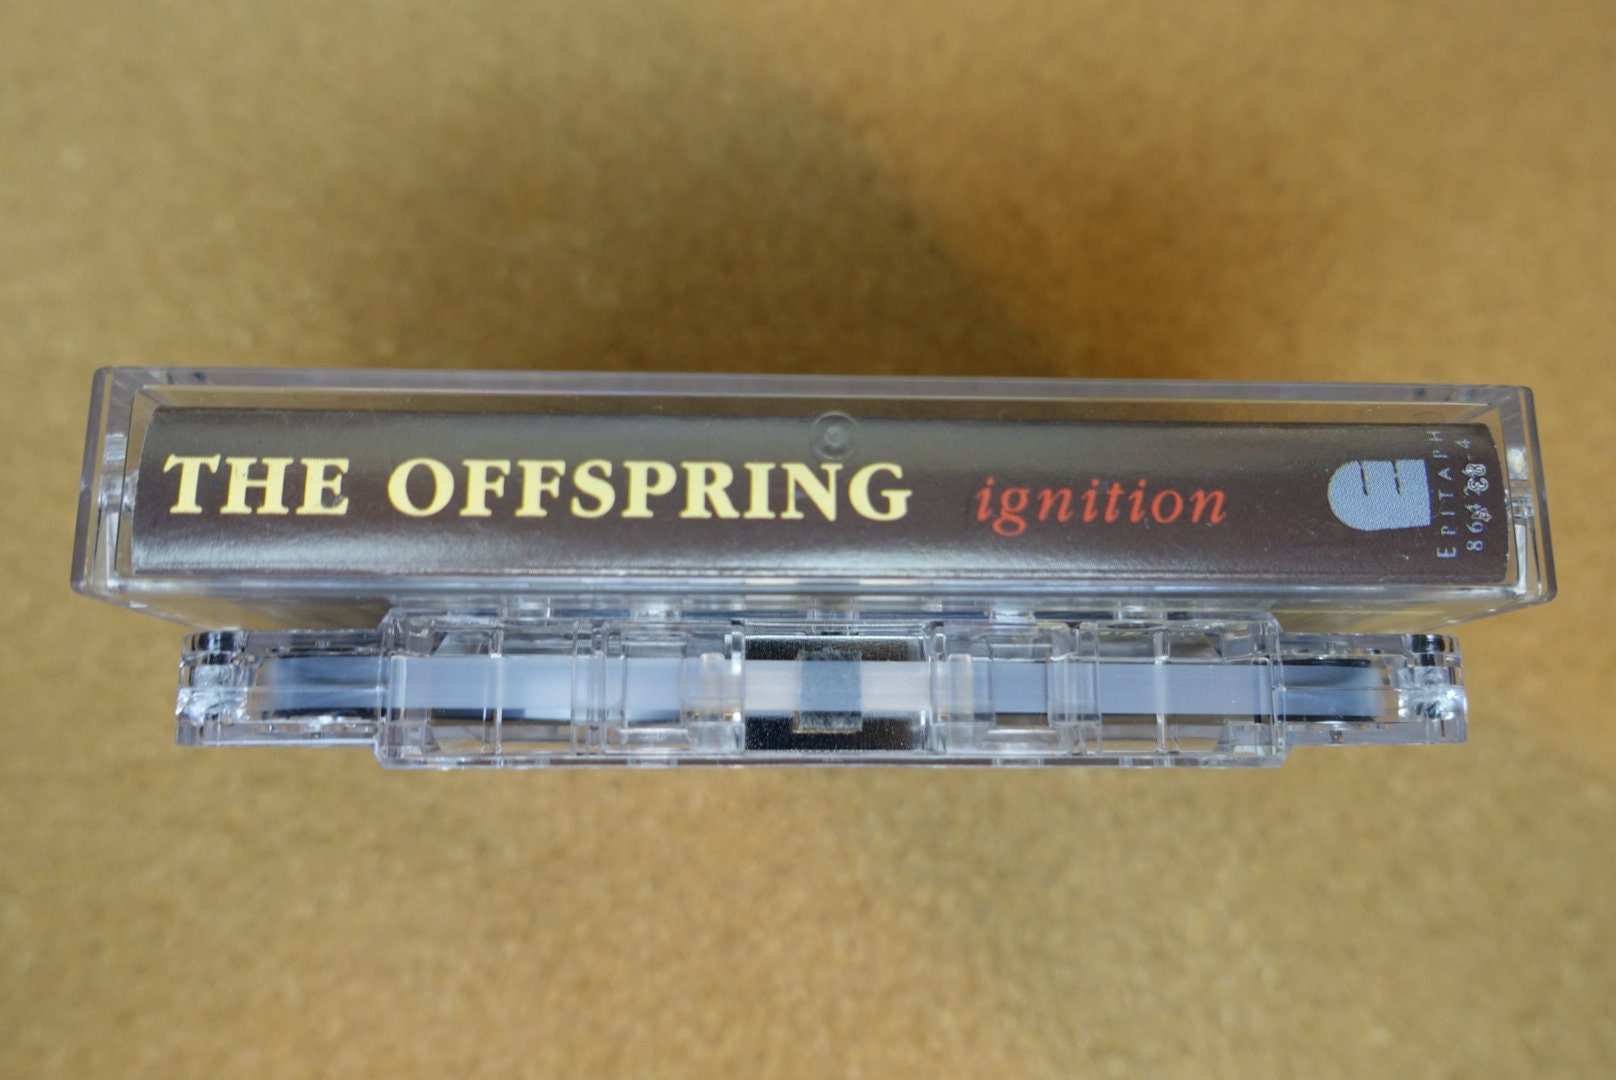 THE OFFSPRING ignition
EPITAPH